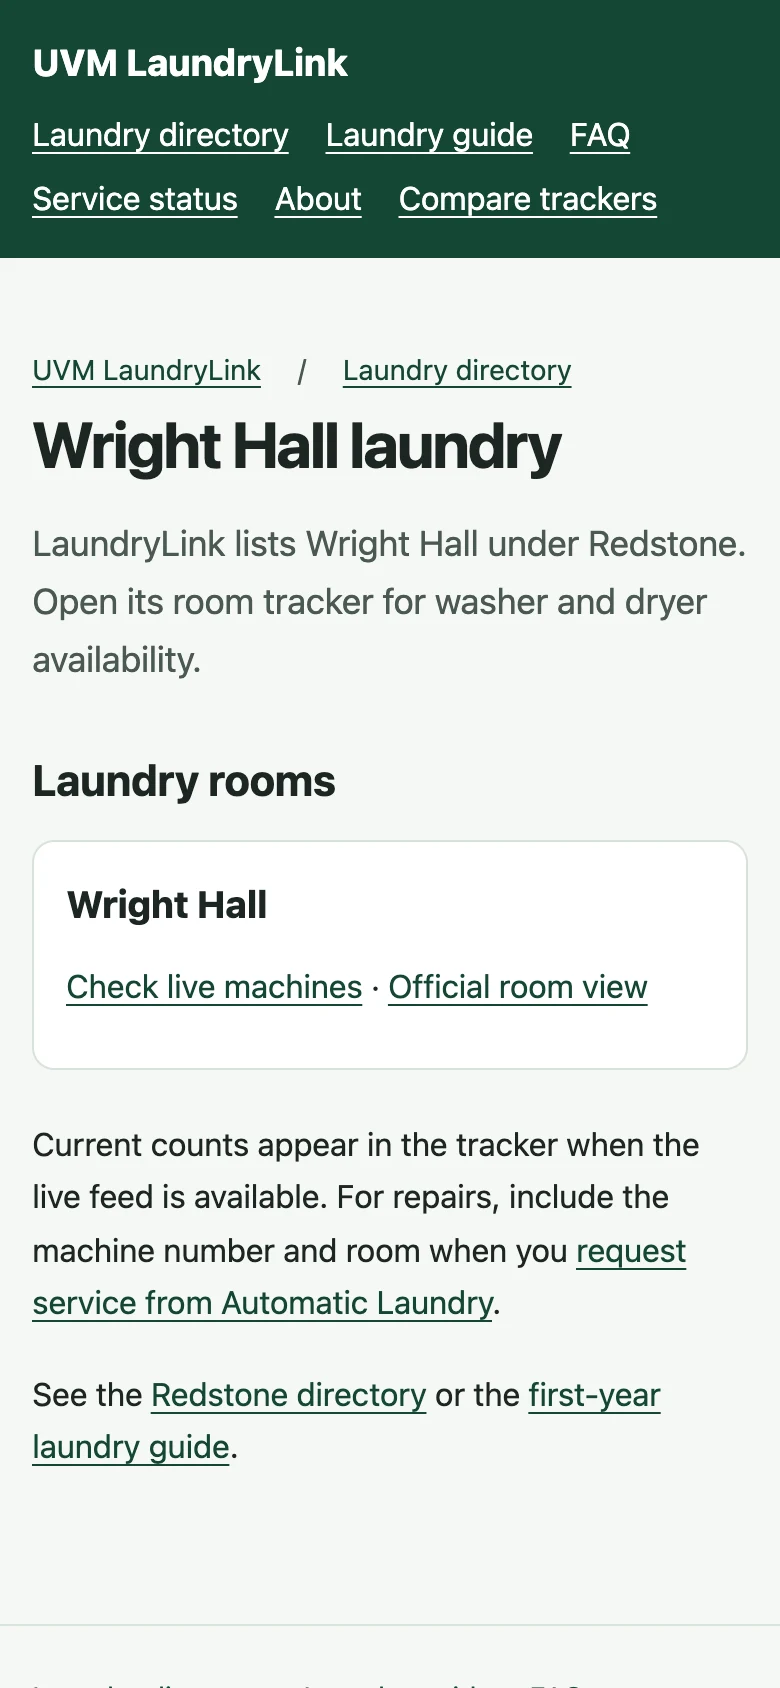 UVM LaundryLink
Laundry directory Laundry guide FAQ
Service status About Compare trackers
UVM LaundryLink / Laundry directory
Wright Hall laundry
LaundryLink lists Wright Hall under Redstone.
Open its room tracker for washer and dryer
availability.
Laundry rooms
Wright Hall
Check live machines · Official room view
Current counts appear in the tracker when the
live feed is available. For repairs, include the
machine number and room when you request
service from Automatic Laundry.
See the Redstone directory or the first-year
laundry guide.